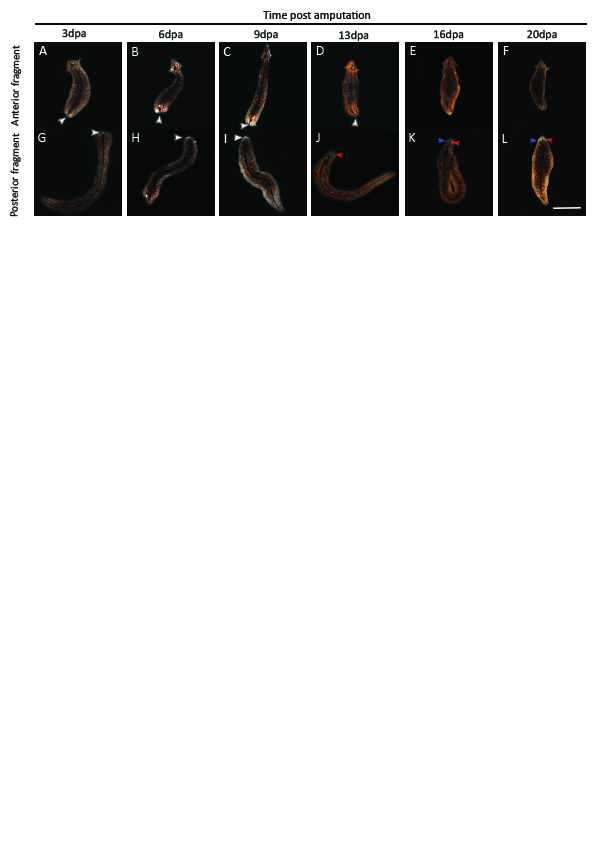 Time post amputation
3dpa 6dpa 9dpa 13dpa 16dpa 20dpa
Anterior fragment
A B C D E F
Posterior fragment
G H I J K L